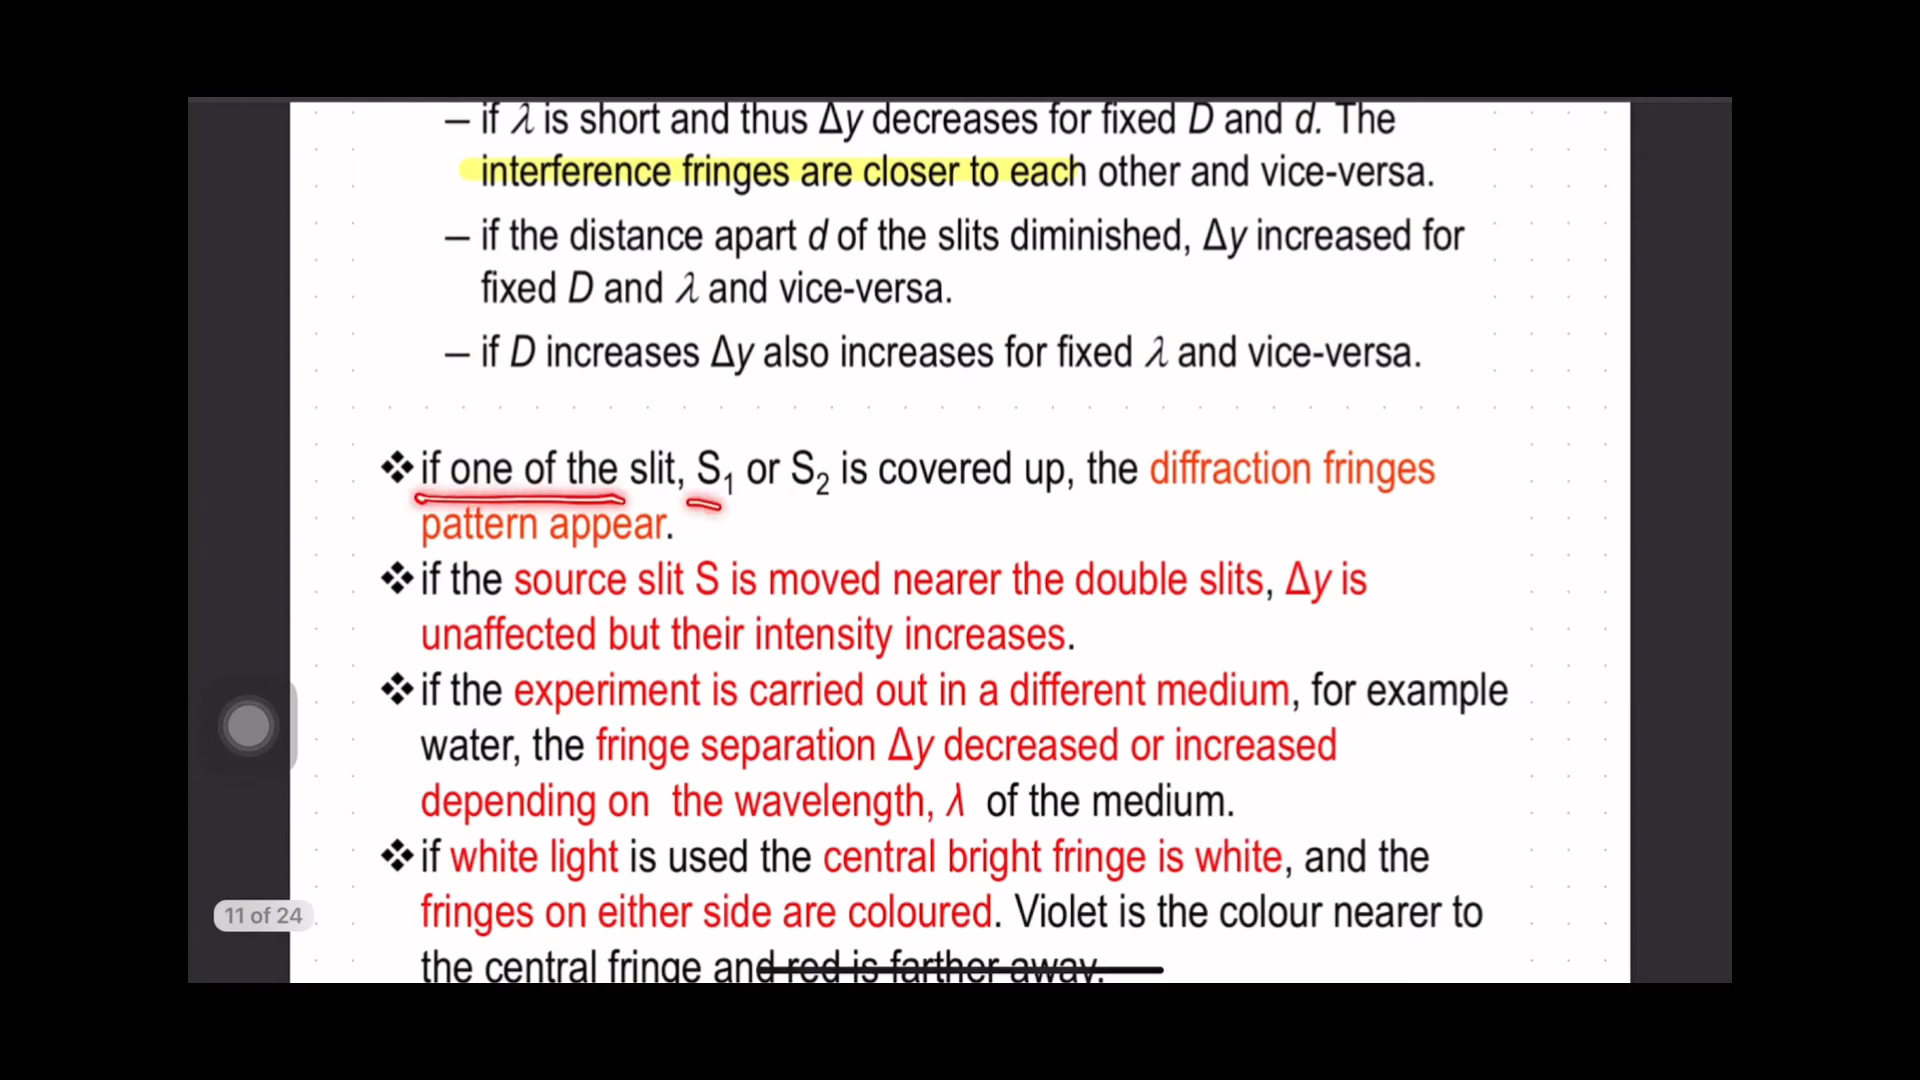 – if λ is short and thus Δy decreases for fixed D and d. The
interference fringes are closer to each other and vice-versa.
– if the distance apart d of the slits diminished, Δy increased for
fixed D and λ and vice-versa.
– if D increases Δy also increases for fixed λ and vice-versa.
❖ if one of the slit, S₁ or S₂ is covered up, the diffraction fringes
pattern appear.
❖ if the source slit S is moved nearer the double slits, Δy is
unaffected but their intensity increases.
❖ if the experiment is carried out in a different medium, for example
water, the fringe separation Δy decreased or increased
depending on the wavelength, λ of the medium.
❖ if white light is used the central bright fringe is white, and the
fringes on either side are coloured. Violet is the colour nearer to
the central fringe and red is farther away.
11 of 24